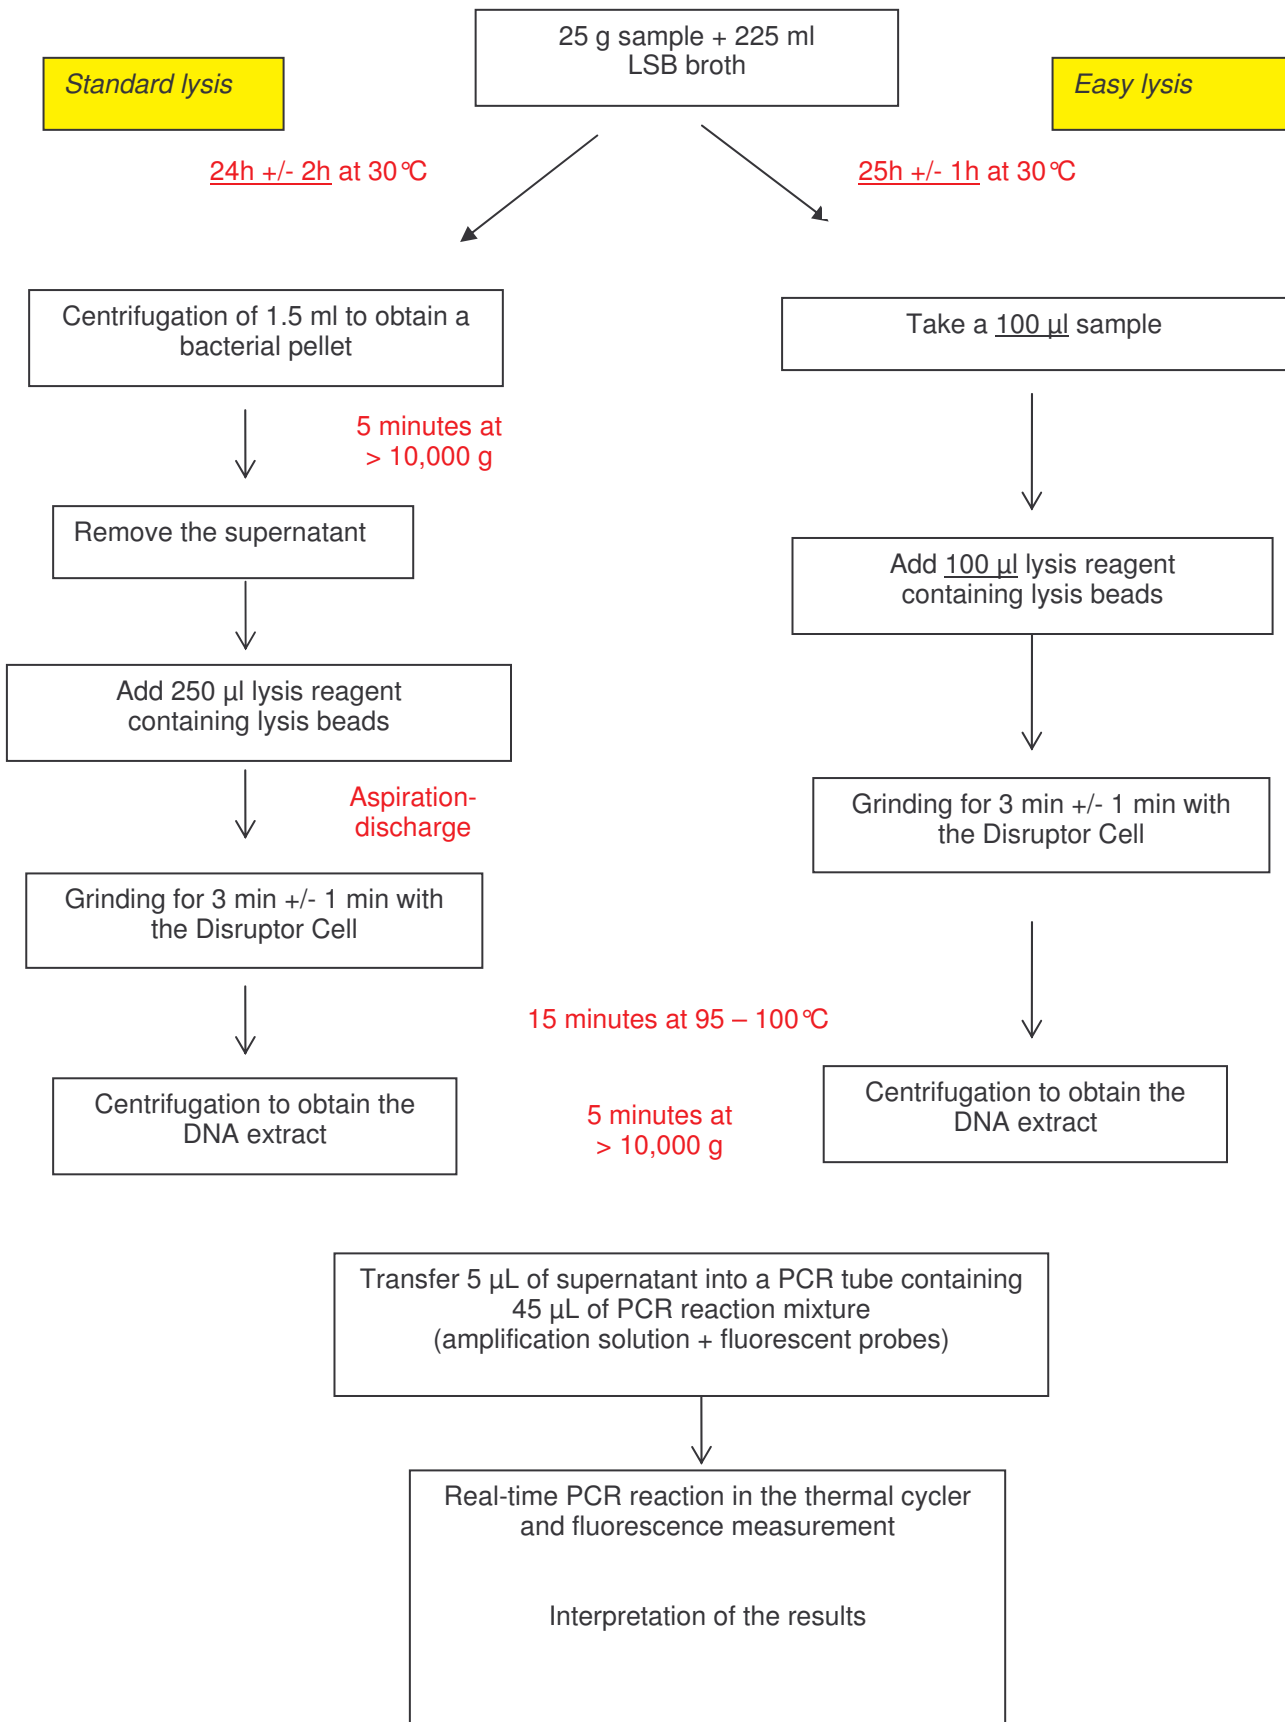 25 g sample + 225 ml
LSB broth
Standard lysis
Easy lysis
24h +/- 2h at 30°C
25h +/- 1h at 30°C
Centrifugation of 1.5 ml to obtain a
bacterial pellet
Take a 100 µl sample
5 minutes at
> 10,000 g
Remove the supernatant
Add 100 µl lysis reagent
containing lysis beads
Add 250 µl lysis reagent
containing lysis beads
Aspiration-
discharge
Grinding for 3 min +/- 1 min with
the Disruptor Cell
Grinding for 3 min +/- 1 min with
the Disruptor Cell
15 minutes at 95 – 100°C
Centrifugation to obtain the
DNA extract
5 minutes at
> 10,000 g
Centrifugation to obtain the
DNA extract
Transfer 5 µL of supernatant into a PCR tube containing
45 µL of PCR reaction mixture
(amplification solution + fluorescent probes)
Real-time PCR reaction in the thermal cycler
and fluorescence measurement
Interpretation of the results